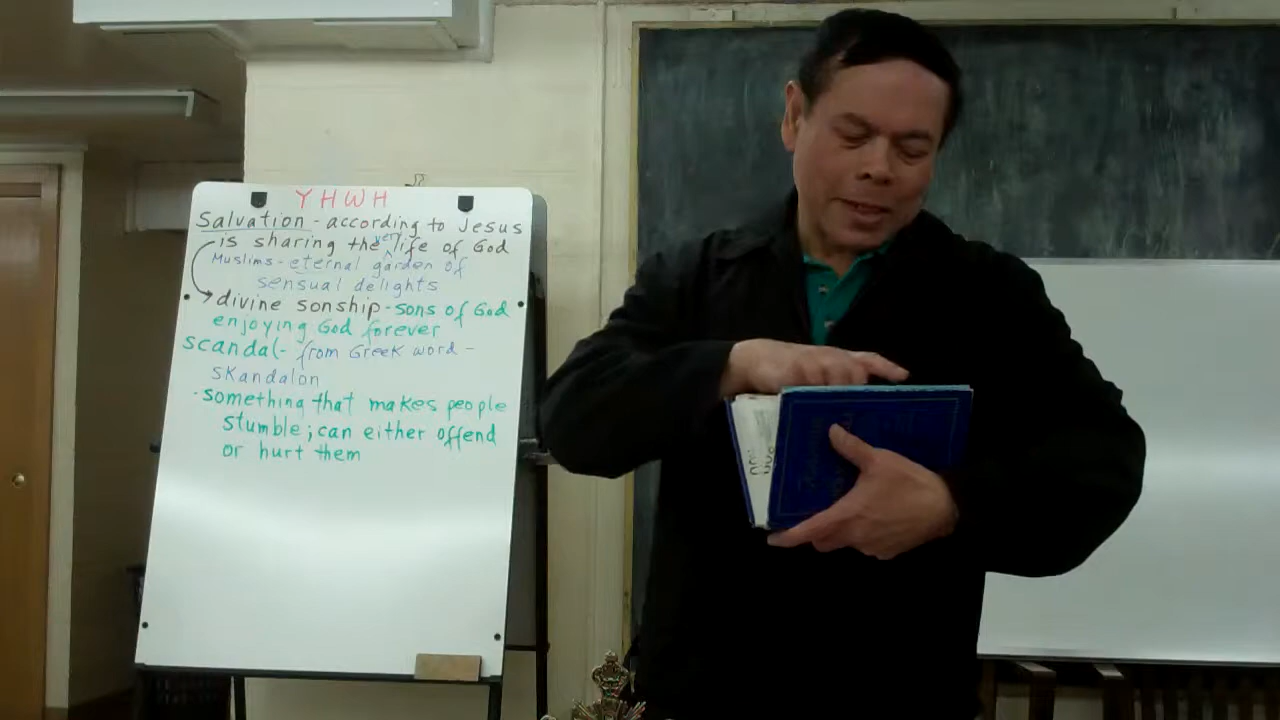 YHWH
Salvation - according to Jesus
is sharing the very life of God
Muslims - eternal garden of
sensual delights
divine sonship - sons of God
enjoying God forever
scandal - from Greek word -
skandalon
· something that makes people
stumble; can either offend
or hurt them